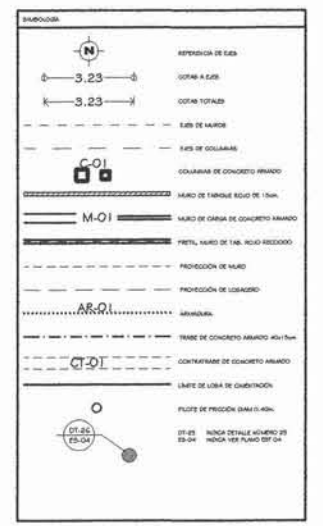 SIMBOLOGÍA
N
REFERENCIA DE EJES
3.23
COTAS A EJES
3.23
COTAS TOTALES
EJES DE MUROS
EJES DE COLUMNAS
C-01
COLUMNAS DE CONCRETO ARMADO
MURO DE TABIQUE ROJO DE 15cm.
M-01
MURO DE CARGA DE CONCRETO ARMADO
PRETIL, MURO DE TAB. ROJO RECOCIDO
PROYECCIÓN DE MURO
PROYECCIÓN DE LOSACERO
AR-01
ARMADURA
TRABE DE CONCRETO ARMADO 40x15cm
CT-01
CONTRATRABE DE CONCRETO ARMADO
LÍMITE DE LOSA DE CIMENTACIÓN
PILOTE DE FRICCIÓN DIAM 0.40m.
DT-26
ES-04
DT-25 INDICA DETALLE NÚMERO 25
ES-04 INDICA VER PLANO EST 04